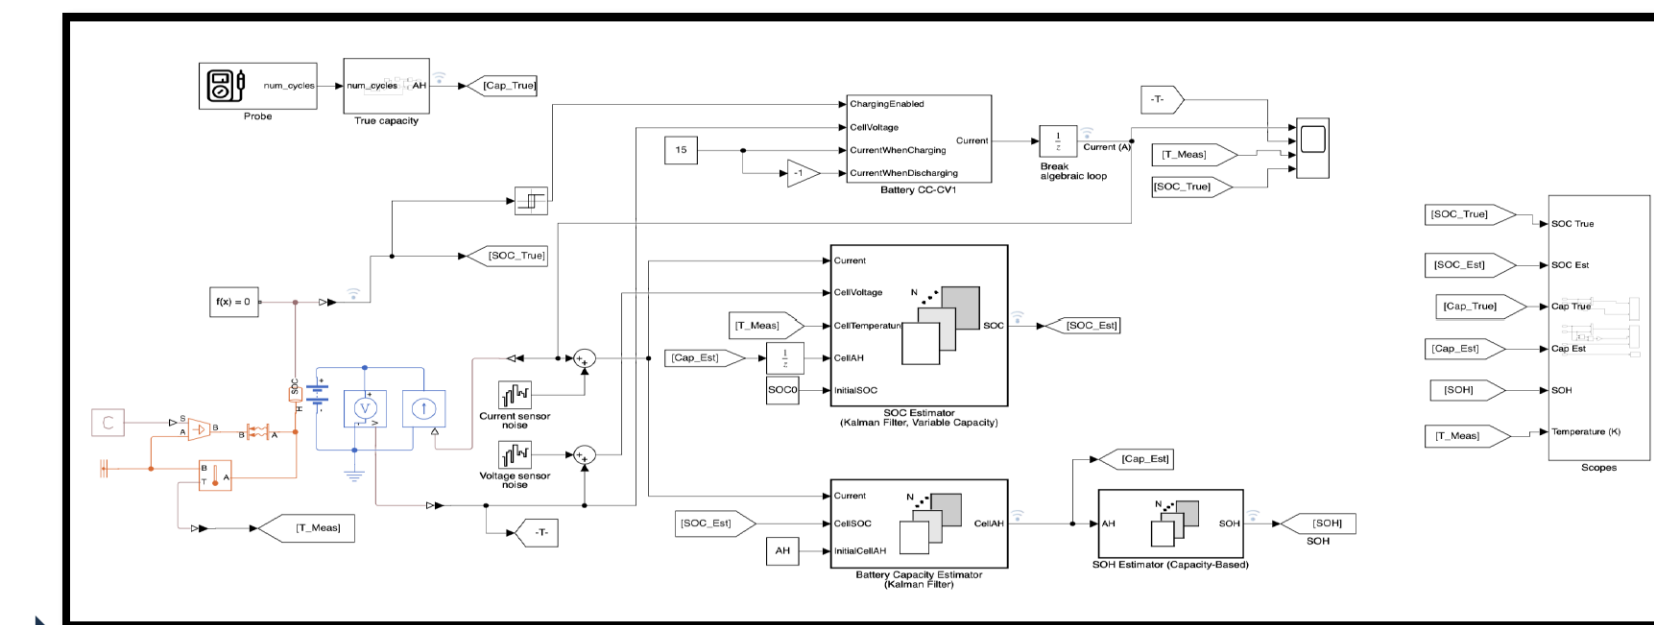 num_cycles
Probe
num_cycles
AH
True capacity
[Cap_True]
ChargingEnabled
CellVoltage
CurrentWhenCharging
CurrentWhenDischarging
Current
Battery CC-CV1
15
-1
1
z
Break
algebraic loop
Current (A)
-T-
[T_Meas]
[SOC_True]
[SOC_True]
f(x) = 0
Current
CellVoltage
CellTemperature
CellAH
InitialSOC
N
SOC
SOC Estimator
(Kalman Filter, Variable Capacity)
[T_Meas]
[Cap_Est]
1
z
SOC0
[SOC_Est]
[SOC_True]
[SOC_Est]
[Cap_True]
[Cap_Est]
[SOH]
[T_Meas]
SOC True
SOC Est
Cap True
Cap Est
SOH
Temperature (K)
Scopes
SOC
H
C
S
A
B
B
A
B
T
A
V
V
[T_Meas]
Current sensor
noise
Voltage sensor
noise
-T-
[SOC_Est]
AH
Current
CellSOC
InitialCellAH
N
CellAH
Battery Capacity Estimator
(Kalman Filter)
[Cap_Est]
AH
N
SOH
SOH Estimator (Capacity-Based)
[SOH]
SOH